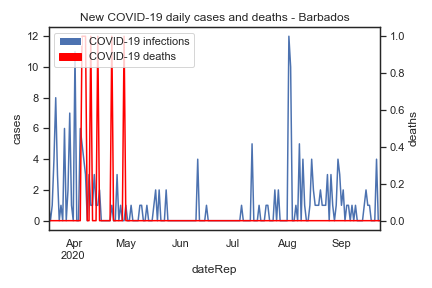 New COVID-19 daily cases and deaths - Barbados
COVID-19 infections
COVID-19 deaths
12
10
8
6
4
2
0
cases
1.0
0.8
0.6
0.4
0.2
0.0
deaths
Apr
2020
May
Jun
Jul
Aug
Sep
dateRep